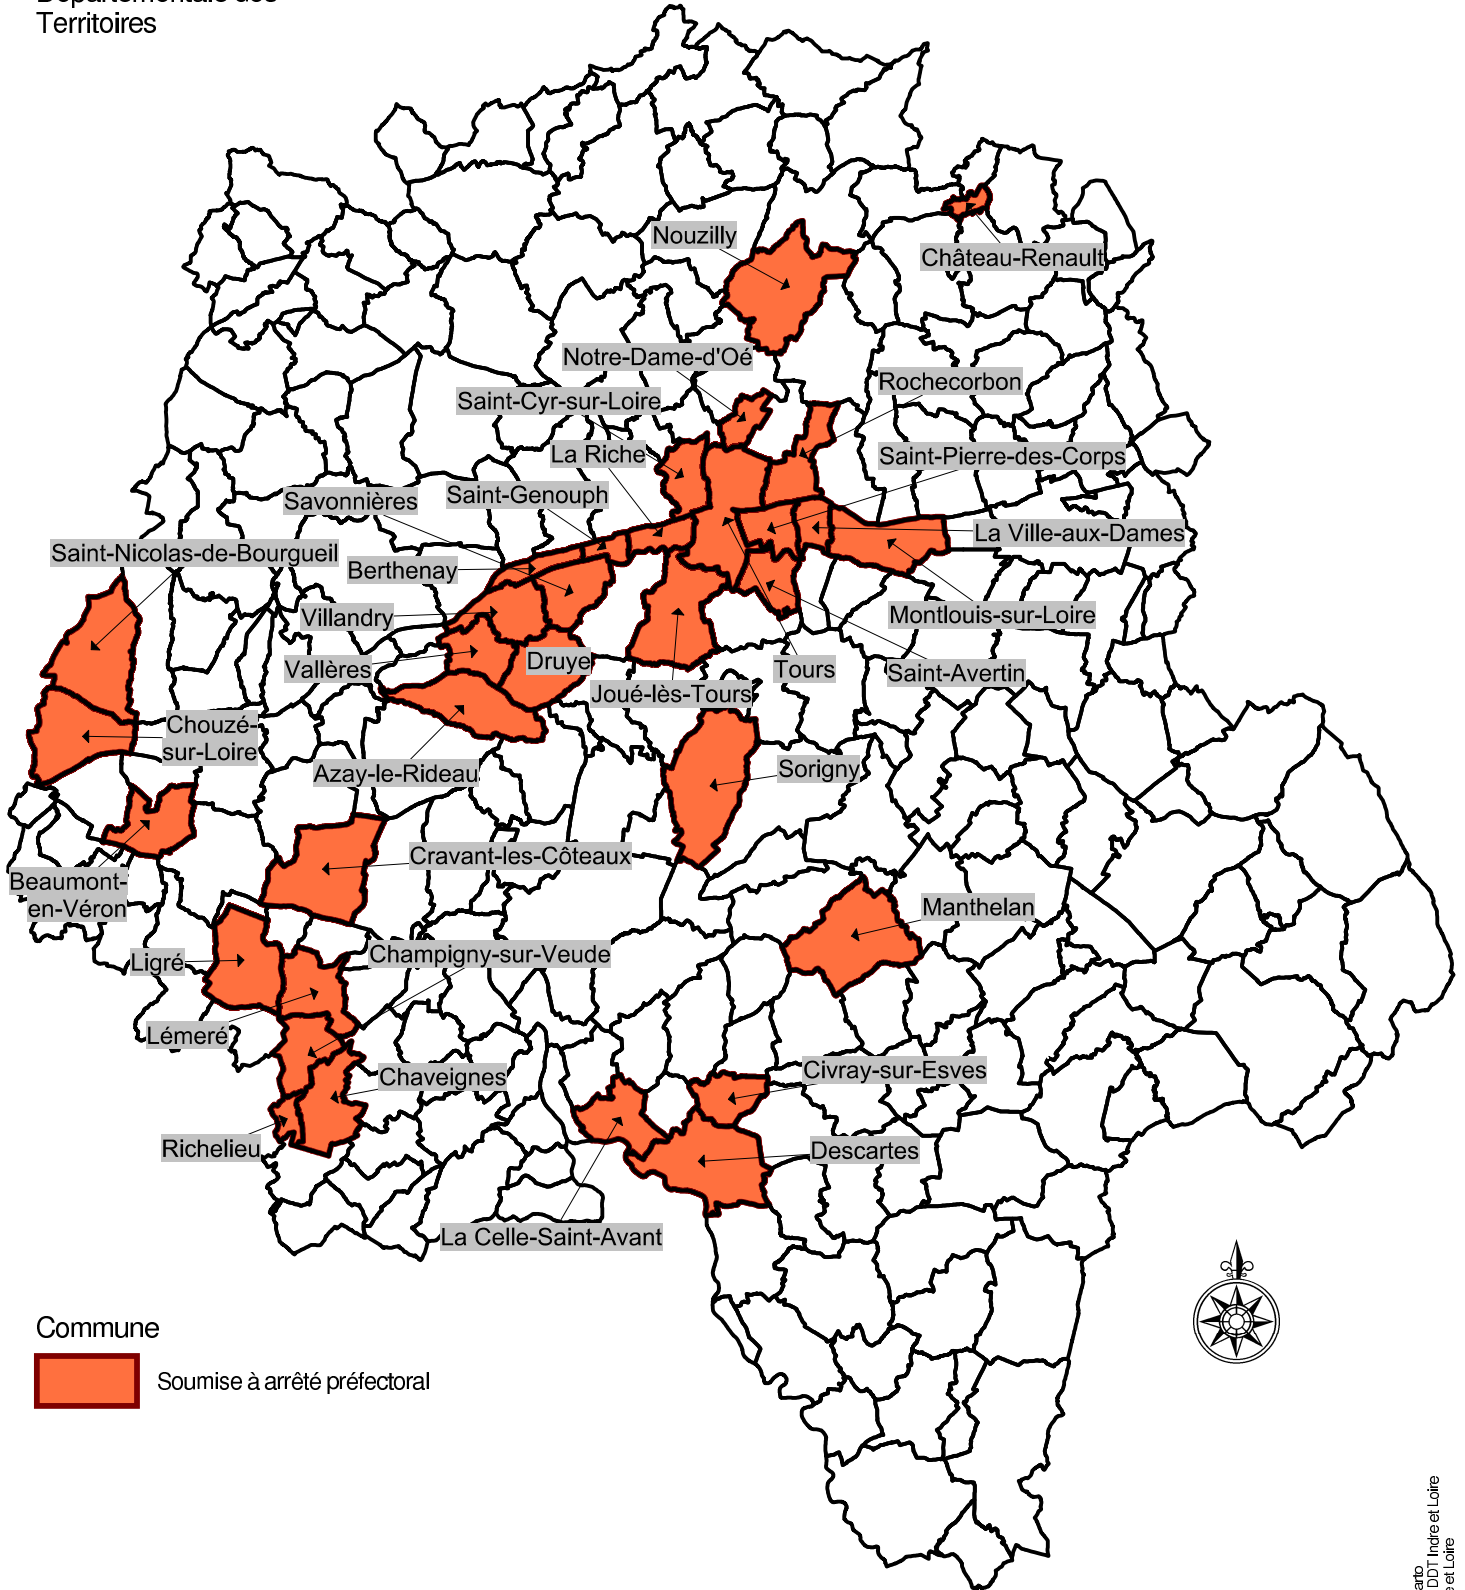 Territoires
Nouzilly
Château-Renault
Notre-Dame-d'Oé
Rochecorbon
Saint-Cyr-sur-Loire
La Riche
Saint-Pierre-des-Corps
Savonnières
Saint-Genouph
La Ville-aux-Dames
Saint-Nicolas-de-Bourgueil
Berthenay
Villandry
Montlouis-sur-Loire
Vallères
Druye
Tours
Saint-Avertin
Joué-lès-Tours
Chouzé-
sur-Loire
Azay-le-Rideau
Sorigny
Cravant-les-Côteaux
Beaumont-
en-Véron
Manthelan
Ligré
Champigny-sur-Veude
Lémeré
Chaveignes
Civray-sur-Esves
Richelieu
Descartes
La Celle-Saint-Avant
Commune
Soumise à arrêté préfectoral
DDT Indre et Loire
et Loire